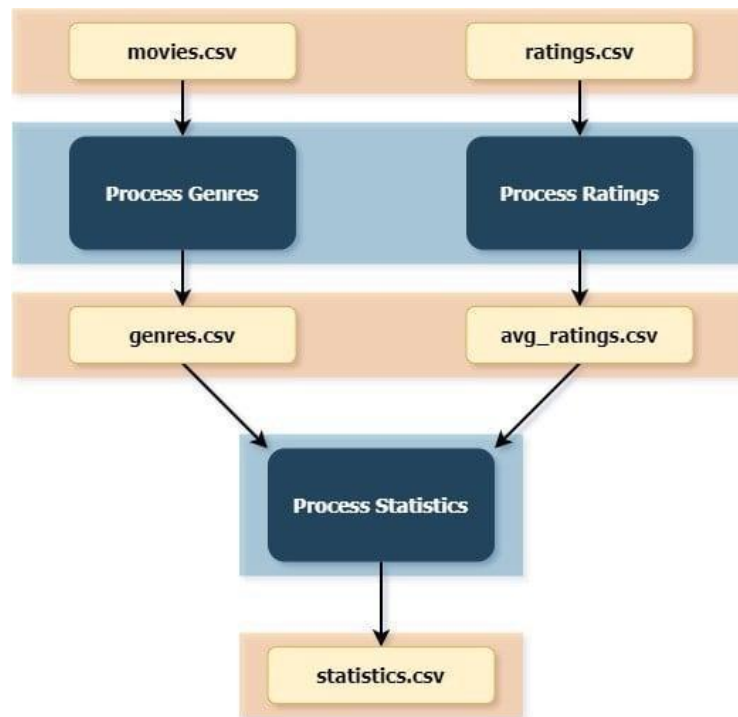 movies.csv
ratings.csv
Process Genres
Process Ratings
genres.csv
avg_ratings.csv
Process Statistics
statistics.csv